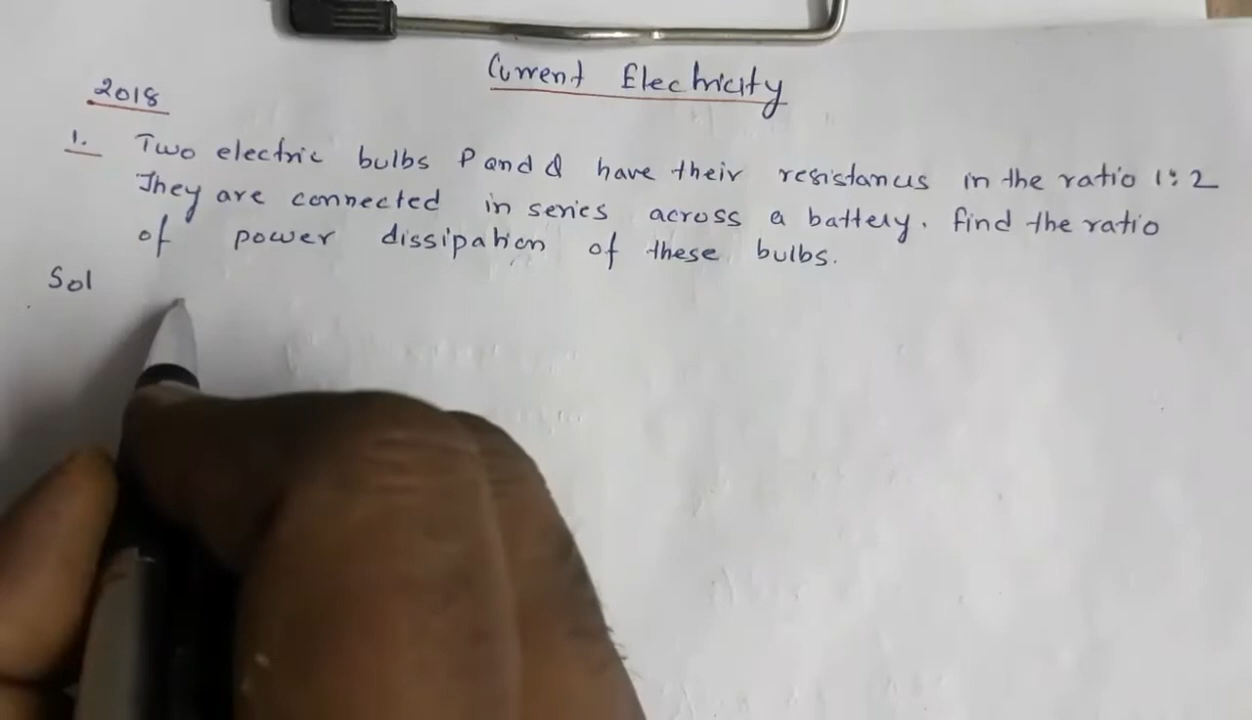 Current Electricity
2018
1. Two electric bulbs P and Q have their resistances in the ratio 1:2
They are connected in series across a battery. Find the ratio
of power dissipation of these bulbs.
Sol